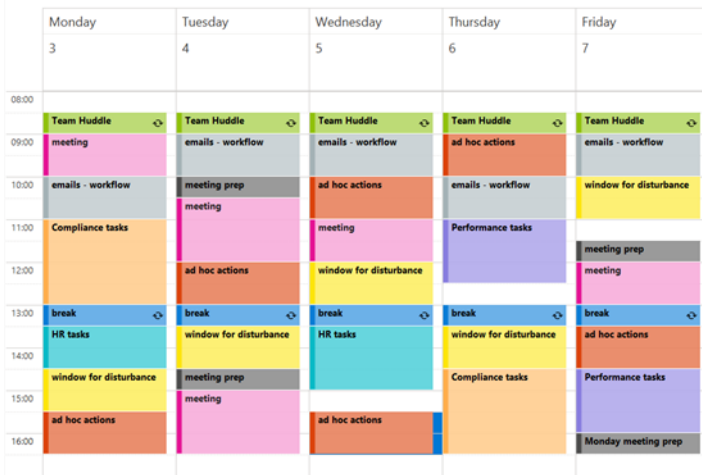 Monday Tuesday Wednesday Thursday Friday
3 4 5 6 7
08:00
Team Huddle Team Huddle Team Huddle Team Huddle Team Huddle
09:00 meeting emails - workflow emails - workflow ad hoc actions emails - workflow
10:00 emails - workflow meeting prep ad hoc actions emails - workflow window for disturbance
meeting
11:00 Compliance tasks meeting Performance tasks
meeting prep
12:00 ad hoc actions window for disturbance meeting
13:00 break break break break break
HR tasks window for disturbance HR tasks window for disturbance ad hoc actions
14:00
window for disturbance meeting prep Compliance tasks Performance tasks
15:00 meeting
ad hoc actions ad hoc actions
16:00 Monday meeting prep